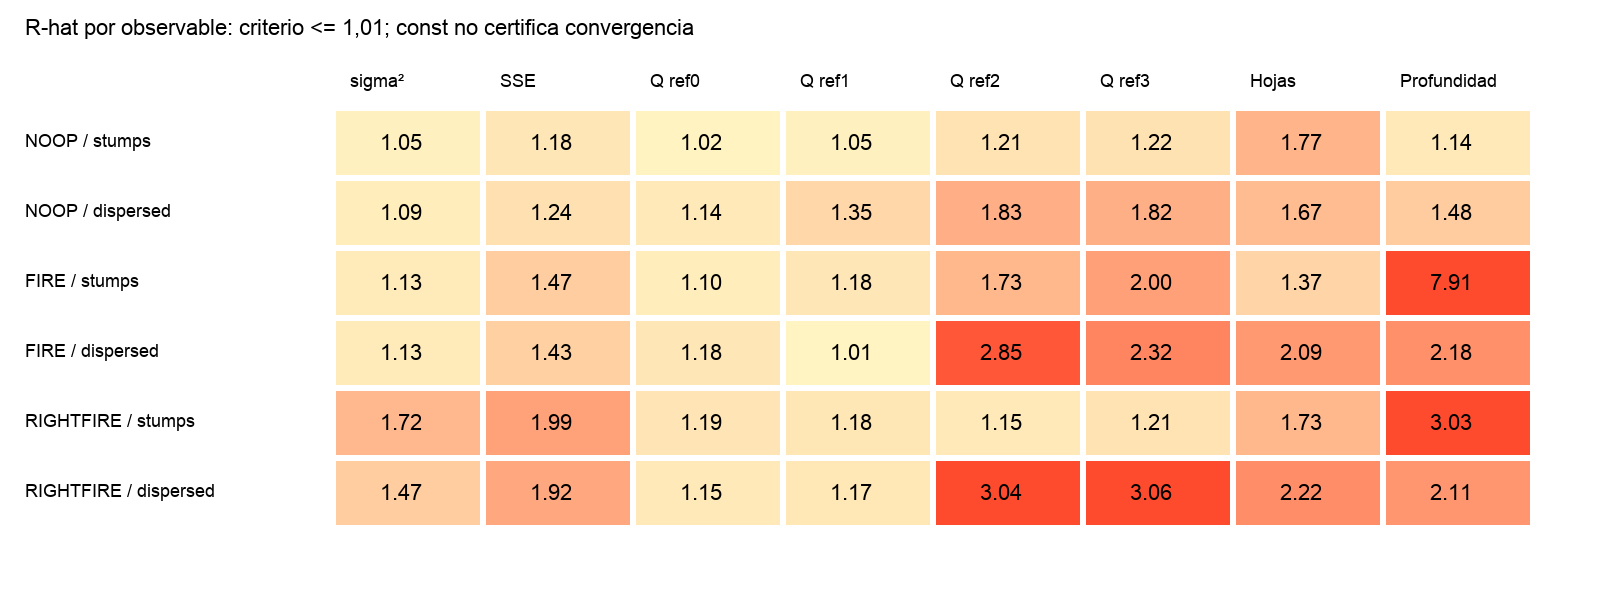 R-hat por observable: criterio <= 1,01; const no certifica convergencia
sigma² SSE Q ref0 Q ref1 Q ref2 Q ref3 Hojas Profundidad
NOOP / stumps 1.05 1.18 1.02 1.05 1.21 1.22 1.77 1.14
NOOP / dispersed 1.09 1.24 1.14 1.35 1.83 1.82 1.67 1.48
FIRE / stumps 1.13 1.47 1.10 1.18 1.73 2.00 1.37 7.91
FIRE / dispersed 1.13 1.43 1.18 1.01 2.85 2.32 2.09 2.18
RIGHTFIRE / stumps 1.72 1.99 1.19 1.18 1.15 1.21 1.73 3.03
RIGHTFIRE / dispersed 1.47 1.92 1.15 1.17 3.04 3.06 2.22 2.11